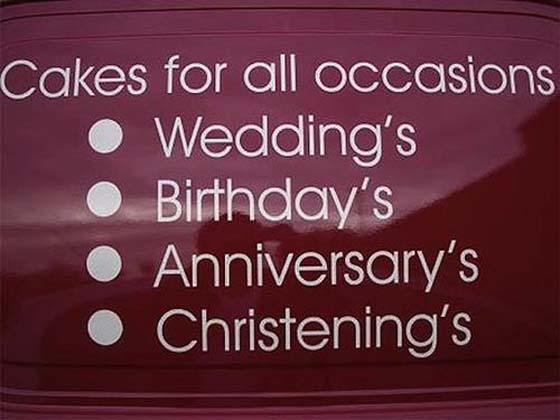 Cakes for all occasions
● Wedding's
● Birthday's
● Anniversary's
● Christening's